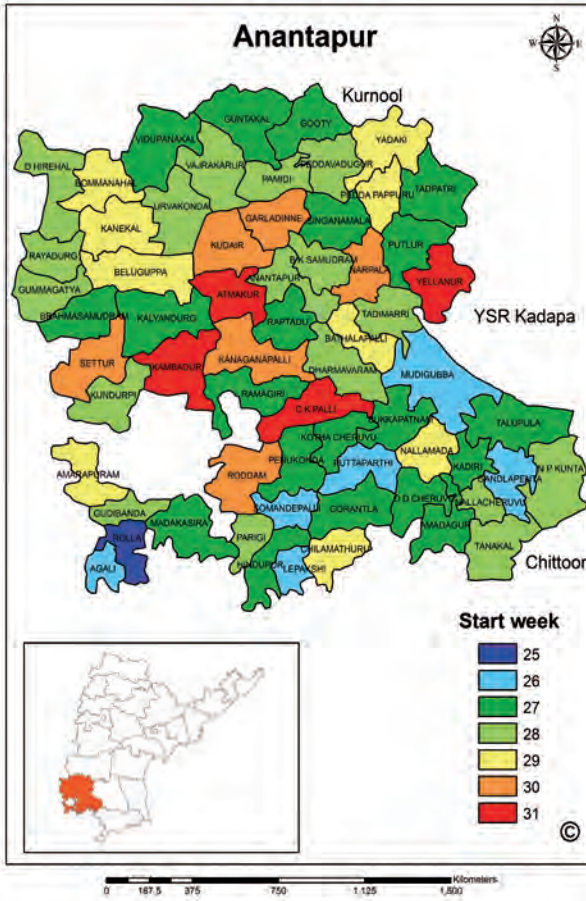 Anantapur
N
W E
S
Kurnool
GUNTAKAL
GOOTY
VIDUPANAKAL
YADAKI
D HIREHAL
VAJRAKARUR
PEDDAVADUGUR
BOMMANAHAL
PAMIDI
TADPATRI
PEDDA PAPPURU
URVAKONDA
KANEKAL
GARLADINNE
SINGANAMALA
PUTLUR
RAYADURG
KUDAIR
B K SAMUDRAM
NARPALA
BELUGUPPA
ANANTAPUR
YELLANUR
GUMMAGATYA
ATMAKUR
BRAHMASAMUDRAM
KALYANDURG
RAPTADU
TADIMARRI
YSR Kadapa
BATHALAPALLI
SETTUR
KAMBADUR
KANAGANAPALLI
DHARMAVARAM
MUDIGUBBA
KUNDURPI
RAMAGIRI
C K PALLI
BUKKAPATNAM
TALUPULA
KOTHA CHERUVU
NALLAMADA
PENUKONDA
PUTTAPARTHI
KADIRI
N P KUNTA
AMARAPURAM
RODDAM
GANDLAPENTA
O D CHERUVU
NALLACHERUVU
GUDIBANDA
SOMANDEPALLI
GORANTLA
MADAKASIRA
AMADAGUR
ROLLA
PARIGI
CHILAMATHURU
TANAKAL
AGALI
HINDUPUR
LEPAKSHI
Chittoor
Start week
25
26
27
28
29
30
31
©
Kilometers
0 187.5 375 750 1,125 1,500